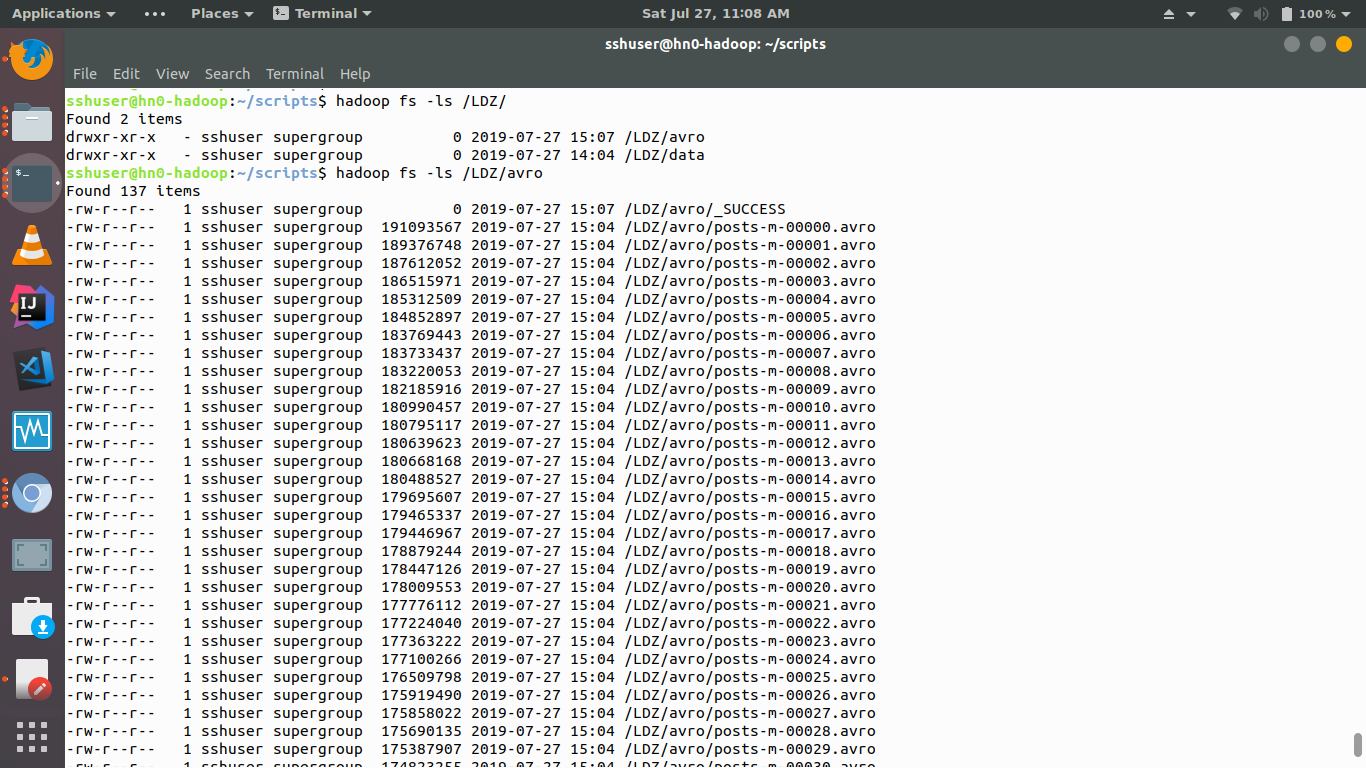 Applications Places Terminal Sat Jul 27, 11:08 AM 100 %
sshuser@hn0-hadoop: ~/scripts
File Edit View Search Terminal Help
sshuser@hn0-hadoop:~/scripts$ hadoop fs -ls /LDZ/
Found 2 items
drwxr-xr-x   - sshuser supergroup          0 2019-07-27 15:07 /LDZ/avro
drwxr-xr-x   - sshuser supergroup          0 2019-07-27 14:04 /LDZ/data
sshuser@hn0-hadoop:~/scripts$ hadoop fs -ls /LDZ/avro
Found 137 items
-rw-r--r--   1 sshuser supergroup          0 2019-07-27 15:07 /LDZ/avro/_SUCCESS
-rw-r--r--   1 sshuser supergroup  191093567 2019-07-27 15:04 /LDZ/avro/posts-m-00000.avro
-rw-r--r--   1 sshuser supergroup  189376748 2019-07-27 15:04 /LDZ/avro/posts-m-00001.avro
-rw-r--r--   1 sshuser supergroup  187612052 2019-07-27 15:04 /LDZ/avro/posts-m-00002.avro
-rw-r--r--   1 sshuser supergroup  186515971 2019-07-27 15:04 /LDZ/avro/posts-m-00003.avro
-rw-r--r--   1 sshuser supergroup  185312509 2019-07-27 15:04 /LDZ/avro/posts-m-00004.avro
-rw-r--r--   1 sshuser supergroup  184852897 2019-07-27 15:04 /LDZ/avro/posts-m-00005.avro
-rw-r--r--   1 sshuser supergroup  183769443 2019-07-27 15:04 /LDZ/avro/posts-m-00006.avro
-rw-r--r--   1 sshuser supergroup  183733437 2019-07-27 15:04 /LDZ/avro/posts-m-00007.avro
-rw-r--r--   1 sshuser supergroup  183220053 2019-07-27 15:04 /LDZ/avro/posts-m-00008.avro
-rw-r--r--   1 sshuser supergroup  182185916 2019-07-27 15:04 /LDZ/avro/posts-m-00009.avro
-rw-r--r--   1 sshuser supergroup  180990457 2019-07-27 15:04 /LDZ/avro/posts-m-00010.avro
-rw-r--r--   1 sshuser supergroup  180795117 2019-07-27 15:04 /LDZ/avro/posts-m-00011.avro
-rw-r--r--   1 sshuser supergroup  180639623 2019-07-27 15:04 /LDZ/avro/posts-m-00012.avro
-rw-r--r--   1 sshuser supergroup  180668168 2019-07-27 15:04 /LDZ/avro/posts-m-00013.avro
-rw-r--r--   1 sshuser supergroup  180488527 2019-07-27 15:04 /LDZ/avro/posts-m-00014.avro
-rw-r--r--   1 sshuser supergroup  179695607 2019-07-27 15:04 /LDZ/avro/posts-m-00015.avro
-rw-r--r--   1 sshuser supergroup  179465337 2019-07-27 15:04 /LDZ/avro/posts-m-00016.avro
-rw-r--r--   1 sshuser supergroup  179446967 2019-07-27 15:04 /LDZ/avro/posts-m-00017.avro
-rw-r--r--   1 sshuser supergroup  178879244 2019-07-27 15:04 /LDZ/avro/posts-m-00018.avro
-rw-r--r--   1 sshuser supergroup  178447126 2019-07-27 15:04 /LDZ/avro/posts-m-00019.avro
-rw-r--r--   1 sshuser supergroup  178009553 2019-07-27 15:04 /LDZ/avro/posts-m-00020.avro
-rw-r--r--   1 sshuser supergroup  177776112 2019-07-27 15:04 /LDZ/avro/posts-m-00021.avro
-rw-r--r--   1 sshuser supergroup  177224040 2019-07-27 15:04 /LDZ/avro/posts-m-00022.avro
-rw-r--r--   1 sshuser supergroup  177363222 2019-07-27 15:04 /LDZ/avro/posts-m-00023.avro
-rw-r--r--   1 sshuser supergroup  177100266 2019-07-27 15:04 /LDZ/avro/posts-m-00024.avro
-rw-r--r--   1 sshuser supergroup  176509798 2019-07-27 15:04 /LDZ/avro/posts-m-00025.avro
-rw-r--r--   1 sshuser supergroup  175919490 2019-07-27 15:04 /LDZ/avro/posts-m-00026.avro
-rw-r--r--   1 sshuser supergroup  175858022 2019-07-27 15:04 /LDZ/avro/posts-m-00027.avro
-rw-r--r--   1 sshuser supergroup  175690135 2019-07-27 15:04 /LDZ/avro/posts-m-00028.avro
-rw-r--r--   1 sshuser supergroup  175387907 2019-07-27 15:04 /LDZ/avro/posts-m-00029.avro
-rw-r--r--   1 sshuser supergroup  174823255 2019-07-27 15:04 /LDZ/avro/posts-m-00030.avro
IJ